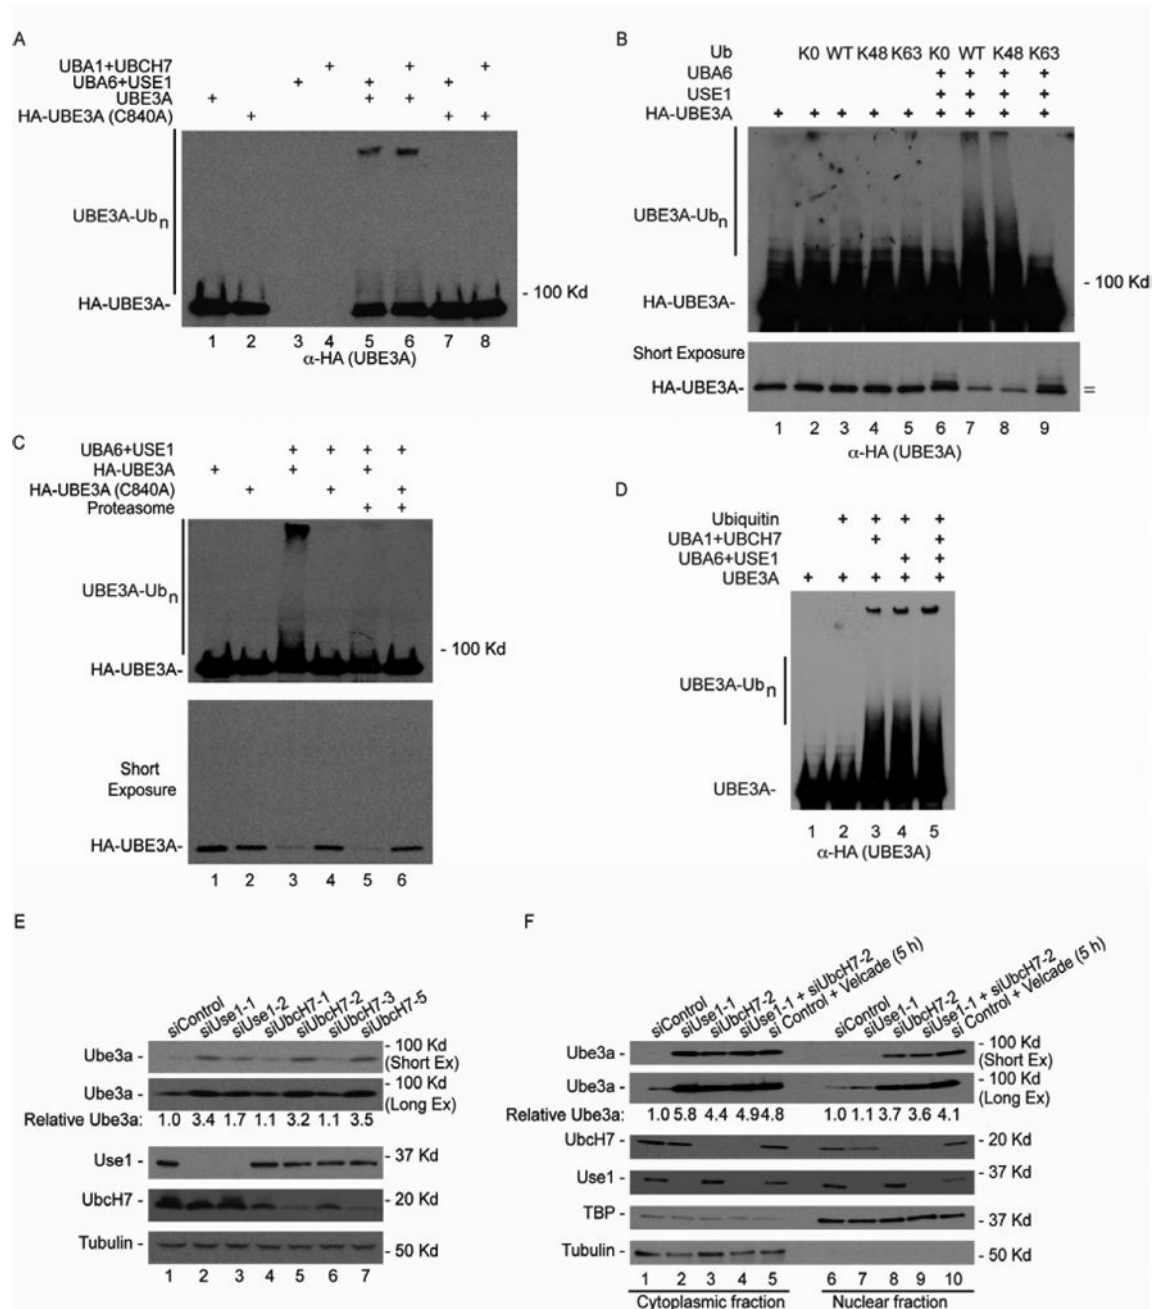 A
UBA1+UBCH7 + + +
UBA6+USE1 + + +
UBE3A + + +
HA-UBE3A (C840A) + + +
UBE3A-Ubn
HA-UBE3A-
- 100 Kd
1 2 3 4 5 6 7 8
α-HA (UBE3A)
B
Ub K0 WT K48 K63 K0 WT K48 K63
UBA6 + + + +
USE1 + + + +
HA-UBE3A + + + + + + + + +
UBE3A-Ubn
- 100 Kd
HA-UBE3A-
Short Exposure
HA-UBE3A- =
1 2 3 4 5 6 7 8 9
α-HA (UBE3A)
C
UBA6+USE1 + + + +
HA-UBE3A + + +
HA-UBE3A (C840A) + + +
Proteasome + +
UBE3A-Ubn
- 100 Kd
HA-UBE3A-
Short
Exposure
HA-UBE3A-
1 2 3 4 5 6
D
Ubiquitin + + + +
UBA1+UBCH7 + +
UBA6+USE1 + +
UBE3A + + + + +
UBE3A-Ubn
UBE3A-
1 2 3 4 5
α-HA (UBE3A)
E
siControl
siUse1-1
siUse1-2
siUbcH7-1
siUbcH7-2
siUbcH7-3
siUbcH7-5
Ube3a - - 100 Kd
(Short Ex)
Ube3a - - 100 Kd
(Long Ex)
Relative Ube3a: 1.0 3.4 1.7 1.1 3.2 1.1 3.5
Use1 - - 37 Kd
UbcH7 - - 20 Kd
Tubulin - - 50 Kd
1 2 3 4 5 6 7
F
siControl
siUse1-1
siUbcH7-2
siUse1-1 + siUbcH7-2
si Control + Velcade (5 h)
siControl
siUse1-1
siUbcH7-2
siUse1-1 + siUbcH7-2
si Control + Velcade (5 h)
Ube3a - - 100 Kd
(Short Ex)
Ube3a - - 100 Kd
(Long Ex)
Relative Ube3a: 1.0 5.8 4.4 4.9 4.8 1.0 1.1 3.7 3.6 4.1
UbcH7 - - 20 Kd
Use1 - - 37 Kd
TBP - - 37 Kd
Tubulin - - 50 Kd
1 2 3 4 5 6 7 8 9 10
Cytoplasmic fraction Nuclear fraction